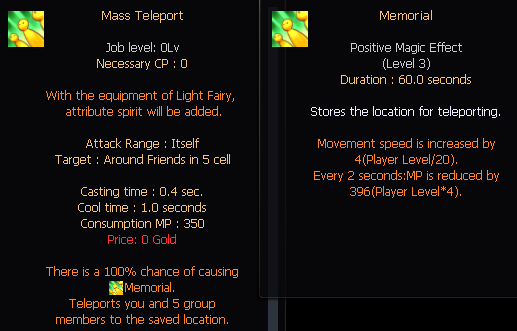 Mass Teleport
Job level: 0Lv
Necessary CP : 0
With the equipment of Light Fairy,
attribute spirit will be added.
Attack Range : Itself
Target : Around Friends in 5 cell
Casting time : 0.4 sec.
Cool time : 1.0 seconds
Consumption MP : 350
Price: 0 Gold
There is a 100% chance of causing
Memorial.
Teleports you and 5 group
members to the saved location.
Memorial
Positive Magic Effect
(Level 3)
Duration : 60.0 seconds
Stores the location for teleporting.
Movement speed is increased by
4(Player Level/20).
Every 2 seconds:MP is reduced by
396(Player Level*4).